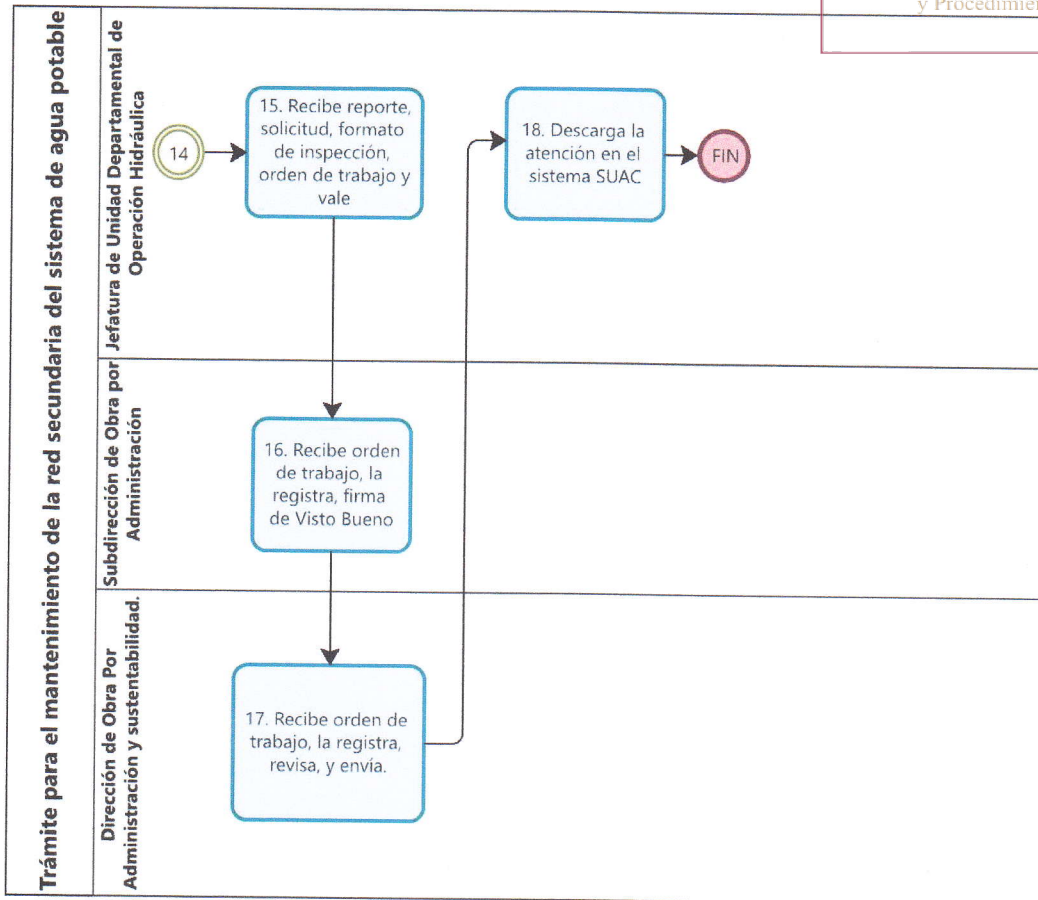 y Procedimien
Trámite para el mantenimiento de la red secundaria del sistema de agua potable
Jefatura de Unidad Departamental de
Operación Hidráulica
14
15. Recibe reporte,
solicitud, formato
de inspección,
orden de trabajo y
vale
18. Descarga la
atención en el
sistema SUAC
FIN
Subdirección de Obra por
Administración
16. Recibe orden
de trabajo, la
registra, firma
de Visto Bueno
Dirección de Obra Por
Administración y sustentabilidad.
17. Recibe orden de
trabajo, la registra,
revisa, y envía.